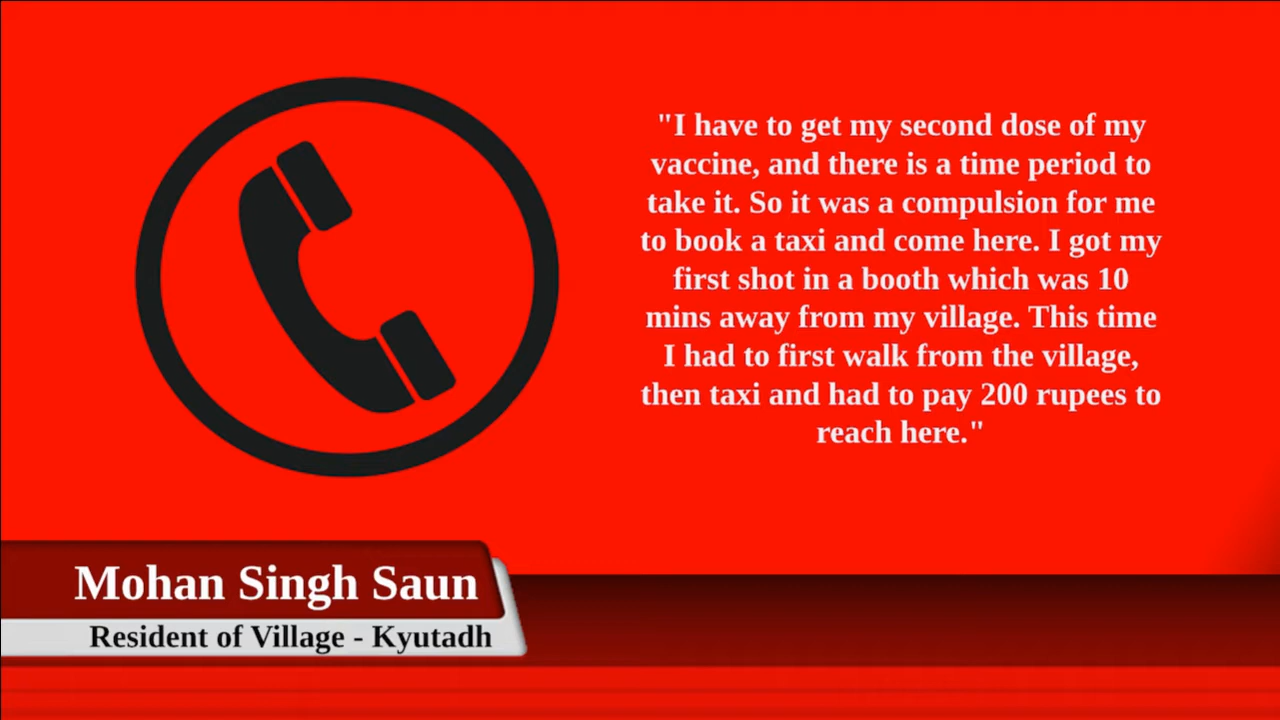 "I have to get my second dose of my
vaccine, and there is a time period to
take it. So it was a compulsion for me
to book a taxi and come here. I got my
first shot in a booth which was 10
mins away from my village. This time
I had to first walk from the village,
then taxi and had to pay 200 rupees to
reach here."
Mohan Singh Saun
Resident of Village - Kyutadh